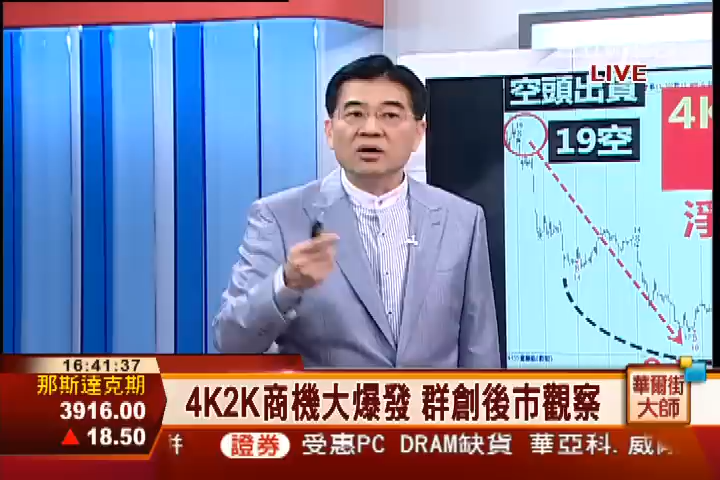 LIVE
空頭出貨
19空
4K
淨
16:41:37
那斯達克期
3916.00
▲ 18.50
4K2K商機大爆發 群創後市觀察
華爾街
大師
證券 受惠PC DRAM缺貨 華亞科. 威